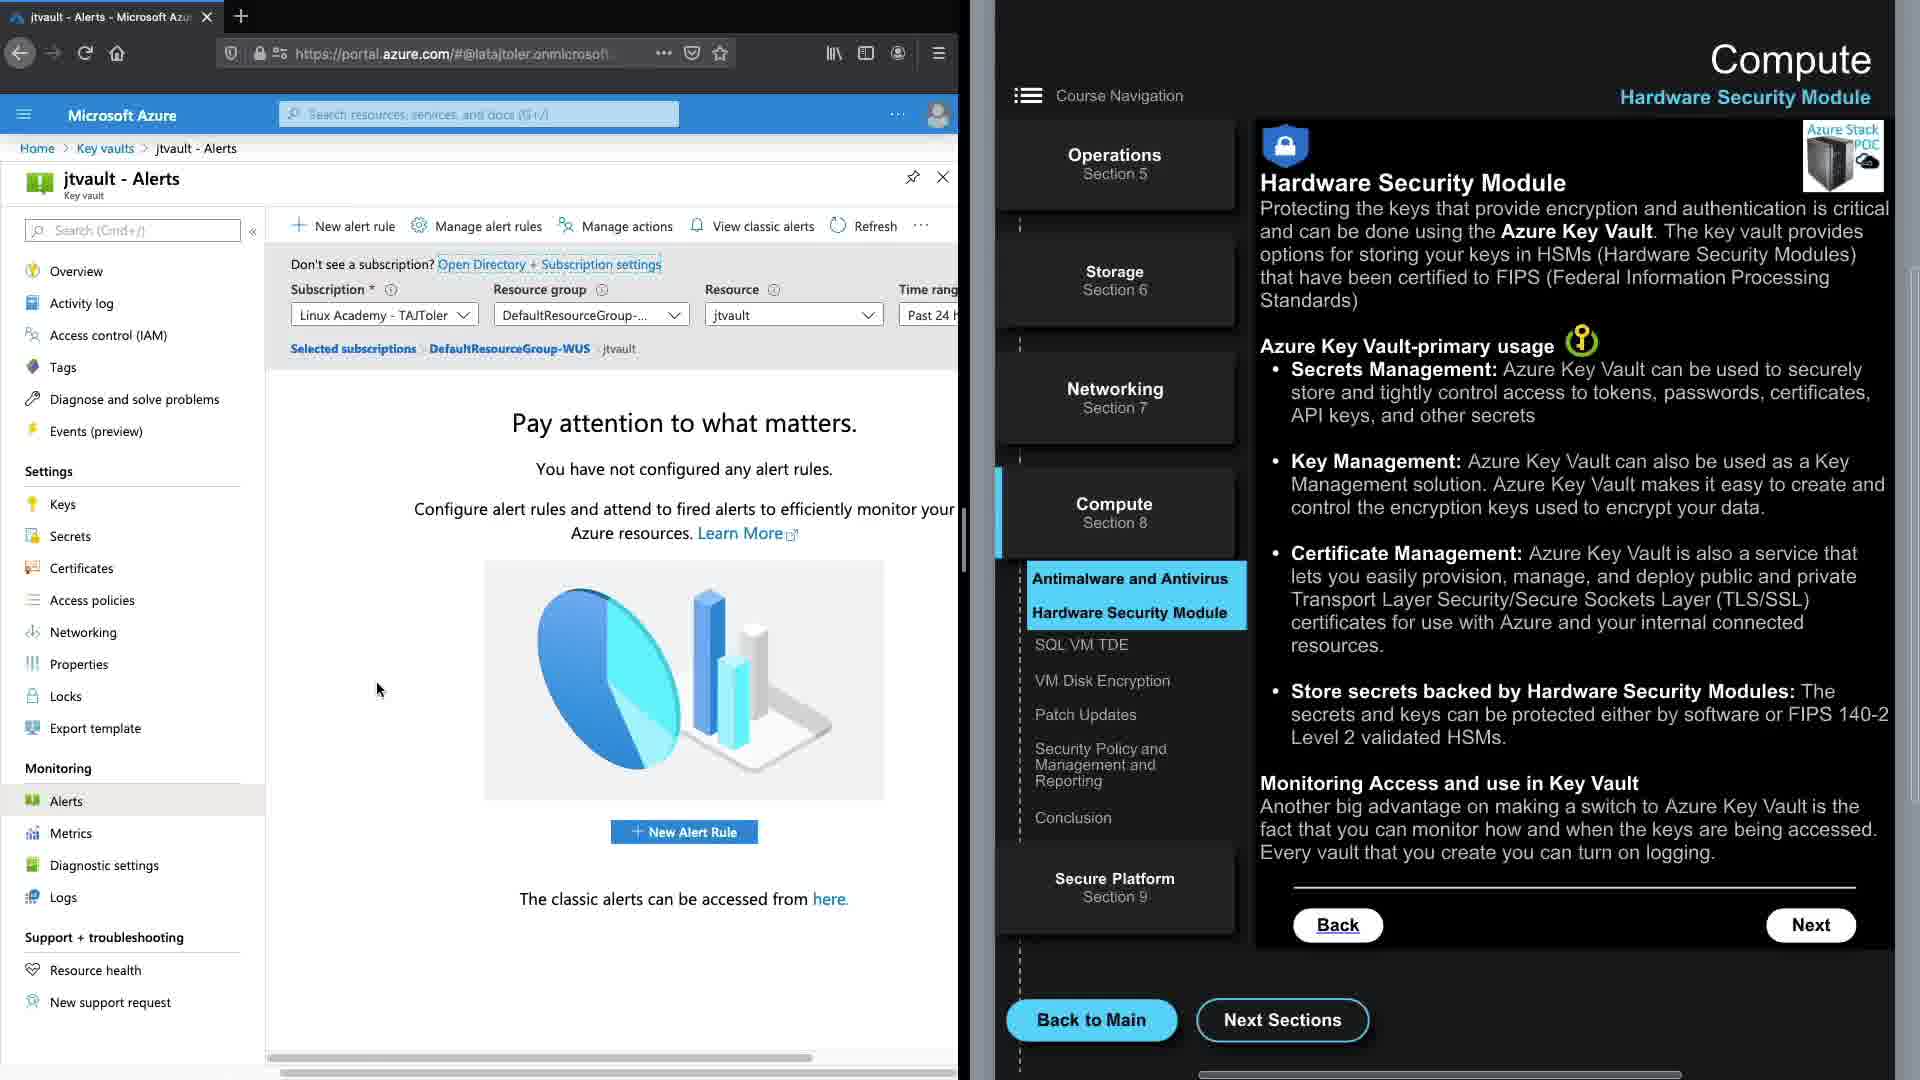 jtvault - Alerts - Microsoft Azu
https://portal.azure.com/#@latajtoler.onmicrosoft
Microsoft Azure
Search resources, services, and docs (G+/)
Home > Key vaults > jtvault - Alerts
jtvault - Alerts
Key vault
Search (Cmd+/)
Overview
Activity log
Access control (IAM)
Tags
Diagnose and solve problems
Events (preview)
Settings
Keys
Secrets
Certificates
Access policies
Networking
Properties
Locks
Export template
Monitoring
Alerts
Metrics
Diagnostic settings
Logs
Support + troubleshooting
Resource health
New support request
New alert rule
Manage alert rules
Manage actions
View classic alerts
Refresh
Don't see a subscription? Open Directory + Subscription settings
Subscription *
Resource group
Resource
Time rang
Linux Academy - TAJToler
DefaultResourceGroup-...
jtvault
Past 24 h
Selected subscriptions
DefaultResourceGroup-WUS
jtvault
Pay attention to what matters.
You have not configured any alert rules.
Configure alert rules and attend to fired alerts to efficiently monitor your
Azure resources. Learn More
+ New Alert Rule
The classic alerts can be accessed from here.
Compute
Hardware Security Module
Course Navigation
Operations
Section 5
Storage
Section 6
Networking
Section 7
Compute
Section 8
Antimalware and Antivirus
Hardware Security Module
SQL VM TDE
VM Disk Encryption
Patch Updates
Security Policy and
Management and
Reporting
Conclusion
Secure Platform
Section 9
Back to Main
Next Sections
Azure Stack
POC
Hardware Security Module
Protecting the keys that provide encryption and authentication is critical
and can be done using the Azure Key Vault. The key vault provides
options for storing your keys in HSMs (Hardware Security Modules)
that have been certified to FIPS (Federal Information Processing
Standards)
Azure Key Vault-primary usage
• Secrets Management: Azure Key Vault can be used to securely
store and tightly control access to tokens, passwords, certificates,
API keys, and other secrets
• Key Management: Azure Key Vault can also be used as a Key
Management solution. Azure Key Vault makes it easy to create and
control the encryption keys used to encrypt your data.
• Certificate Management: Azure Key Vault is also a service that
lets you easily provision, manage, and deploy public and private
Transport Layer Security/Secure Sockets Layer (TLS/SSL)
certificates for use with Azure and your internal connected
resources.
• Store secrets backed by Hardware Security Modules: The
secrets and keys can be protected either by software or FIPS 140-2
Level 2 validated HSMs.
Monitoring Access and use in Key Vault
Another big advantage on making a switch to Azure Key Vault is the
fact that you can monitor how and when the keys are being accessed.
Every vault that you create you can turn on logging.
Back
Next